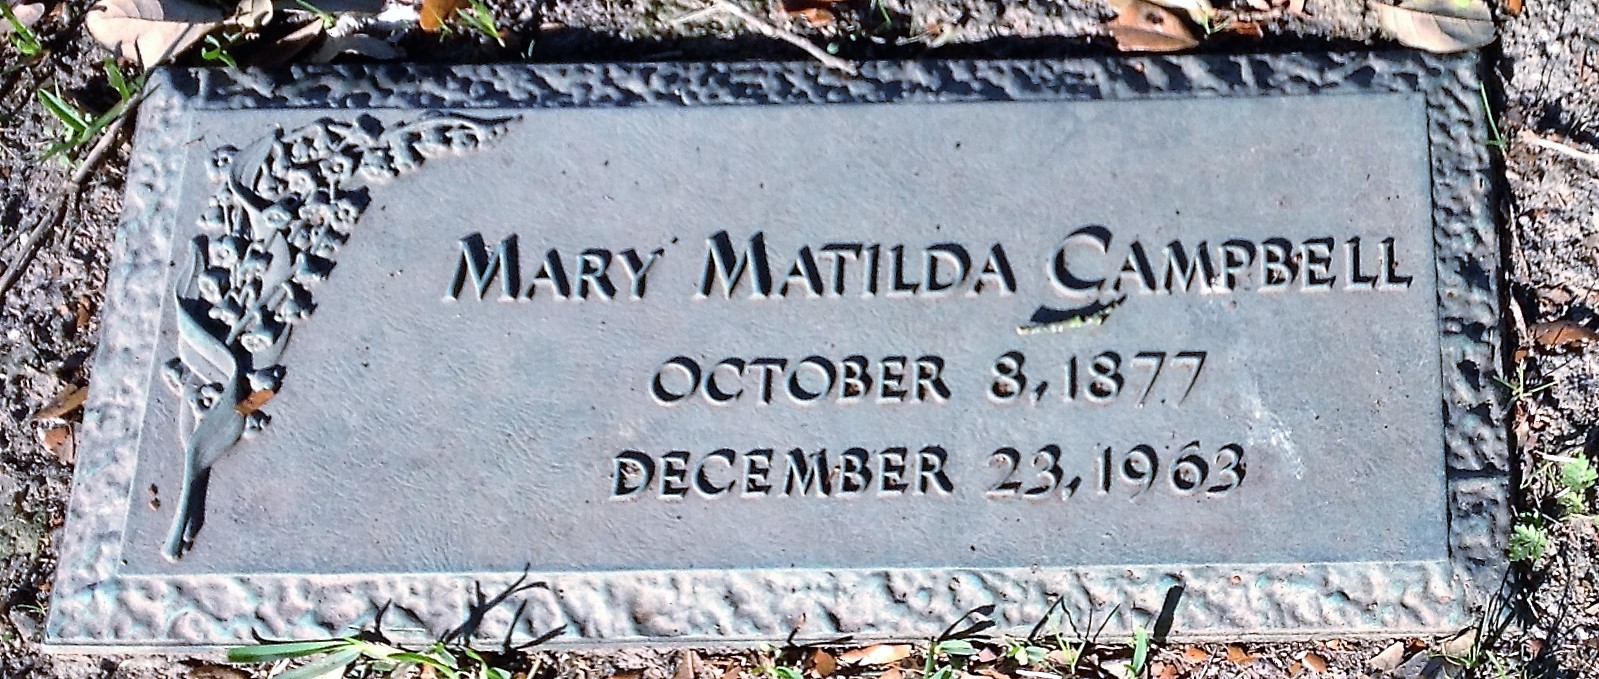 MARY MATILDA CAMPBELL
OCTOBER 8, 1877
DECEMBER 23, 1963